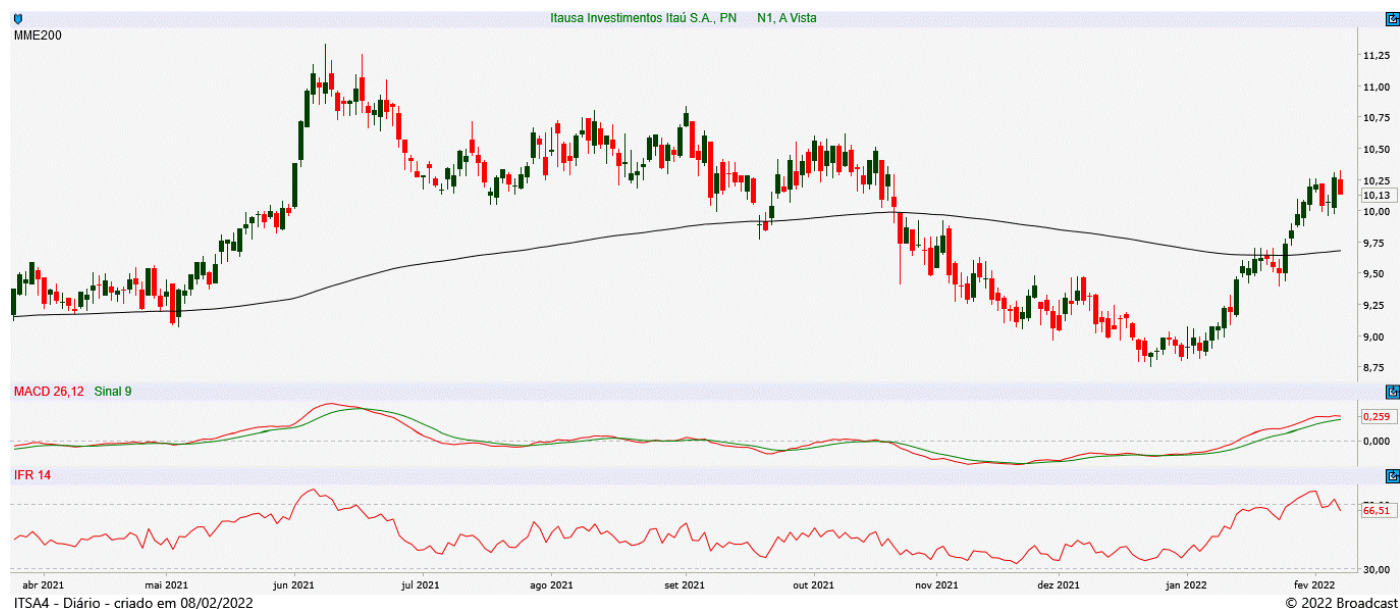 Itausa Investimentos Itaú S.A., PN N1, A Vista
MME200
11,25
11,00
10,75
10,50
10,25
10,13
10,00
9,75
9,50
9,25
9,00
8,75
MACD 26,12 Sinal 9
0,259
0,000
IFR 14
66,51
30,00
abr 2021 mai 2021 jun 2021 jul 2021 ago 2021 set 2021 out 2021 nov 2021 dez 2021 jan 2022 fev 2022
ITSA4 - Diário - criado em 08/02/2022 © 2022 Broadcast